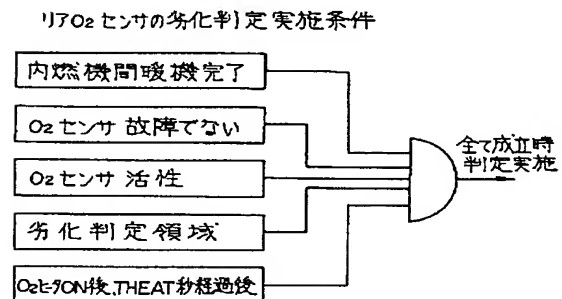 リアO2センサの劣化判定実施条件
内燃機間暖機完了
O2センサ故障でない
O2センサ活性
劣化判定領域
O2ヒータON後、THEAT秒経過後
全て成立時
判定実施